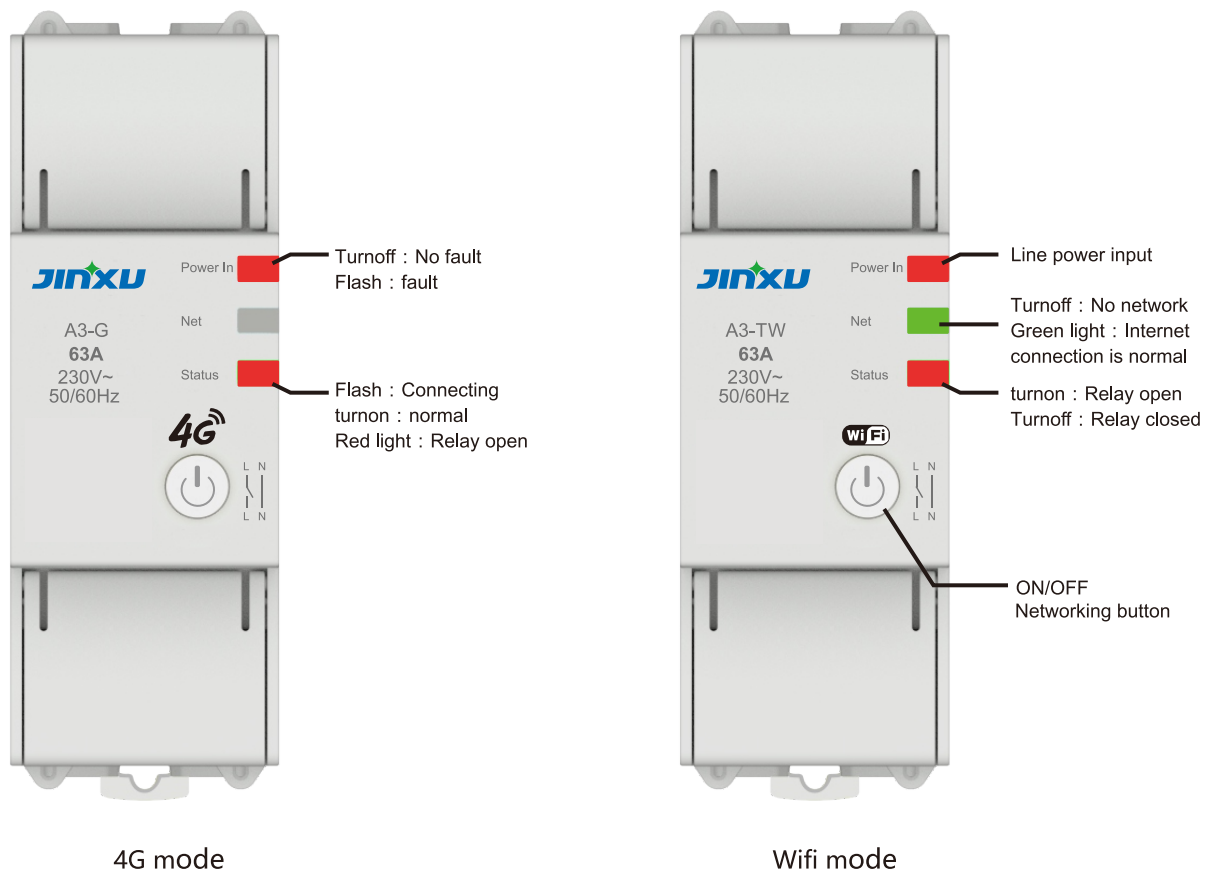 JINXU
Power In
Net
Status
A3-G
63A
230V~
50/60Hz
4G
L N
L N
Turnoff : No fault
Flash : fault
Flash : Connecting
turnon : normal
Red light : Relay open
4G mode
JINXU
Power In
Net
Status
A3-TW
63A
230V~
50/60Hz
WiFi
L N
L N
Line power input
Turnoff : No network
Green light : Internet
connection is normal
turnon : Relay open
Turnoff : Relay closed
ON/OFF
Networking button
Wifi mode